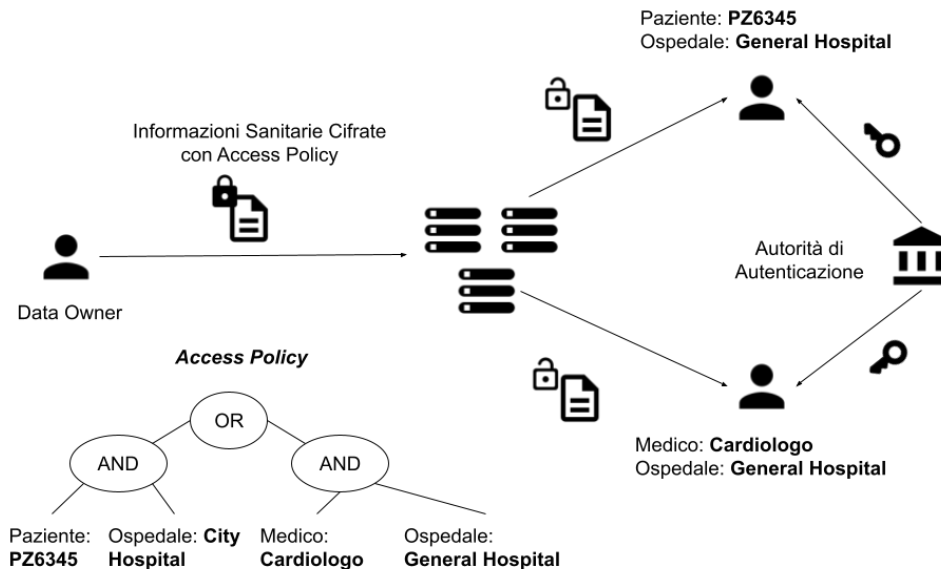 Paziente: PZ6345
Ospedale: General Hospital
Informazioni Sanitarie Cifrate
con Access Policy
Autorità di
Autenticazione
Data Owner
Access Policy
OR
AND
AND
Medico: Cardiologo
Ospedale: General Hospital
Paziente:
PZ6345
Ospedale: City
Hospital
Medico:
Cardiologo
Ospedale:
General Hospital